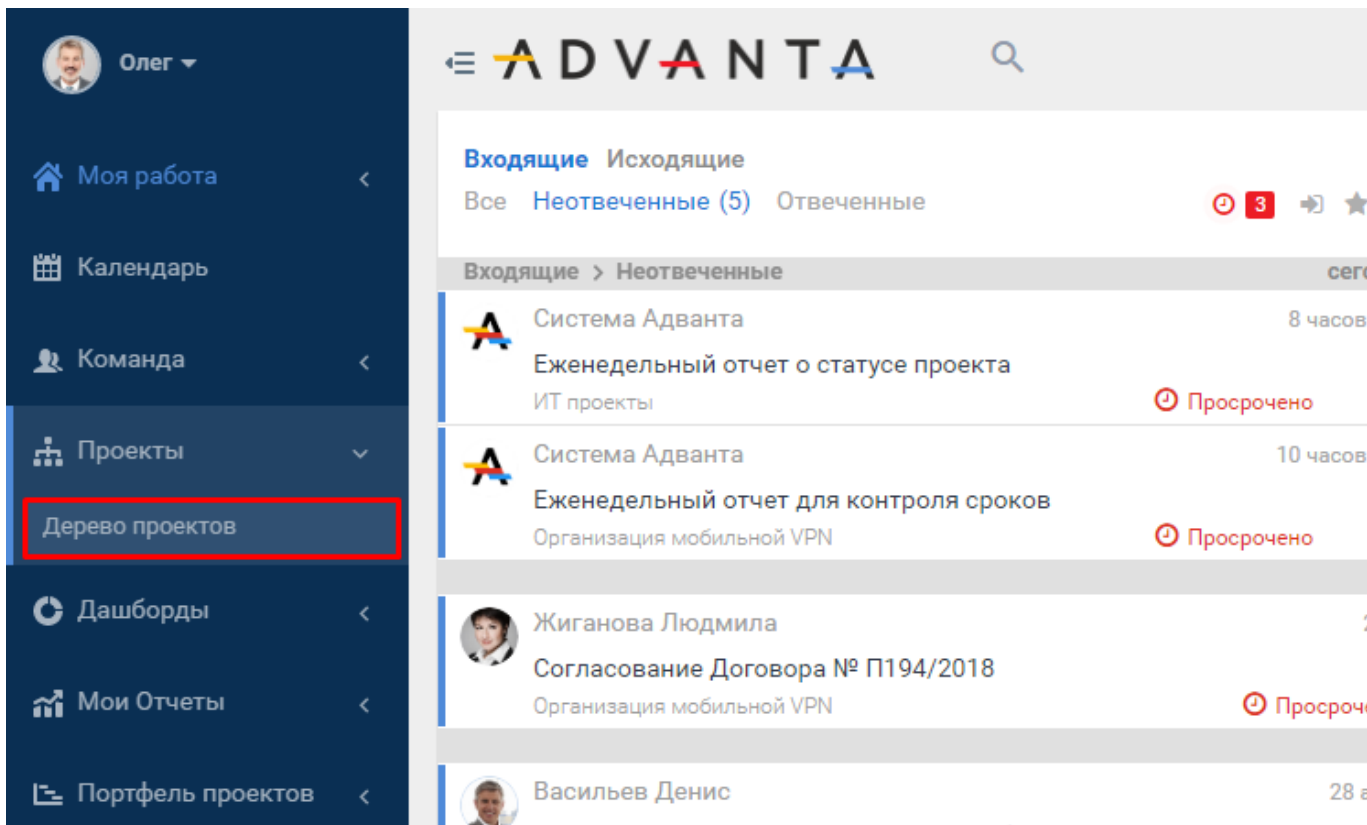 Олег
Моя работа
Календарь
Команда
Проекты
Дерево проектов
Дашборды
Мои Отчеты
Портфель проектов
ADVANTA
Входящие Исходящие
Все Неотвеченные (5) Отвеченные
3
Входящие > Неотвеченные
Система Адванта
8 часов
Еженедельный отчет о статусе проекта
ИТ проекты
Просрочено
Система Адванта
10 часов
Еженедельный отчет для контроля сроков
Организация мобильной VPN
Просрочено
Жиганова Людмила
Согласование Договора № П194/2018
Организация мобильной VPN
Васильев Денис
28